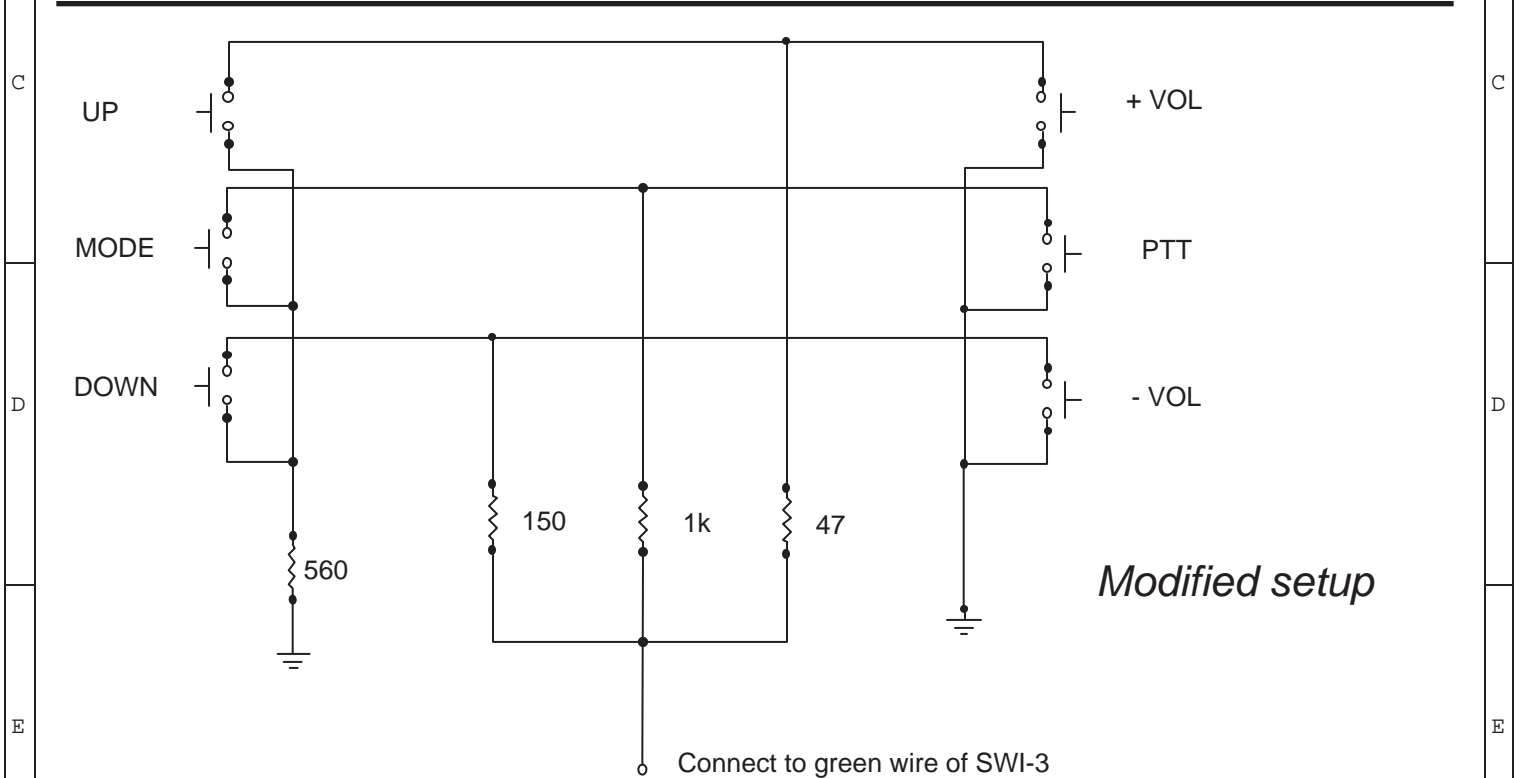 C
C
UP
+ VOL
MODE
PTT
D
DOWN
- VOL
D
150
1k
47
560
Modified setup
E
E
Connect to green wire of SWI-3